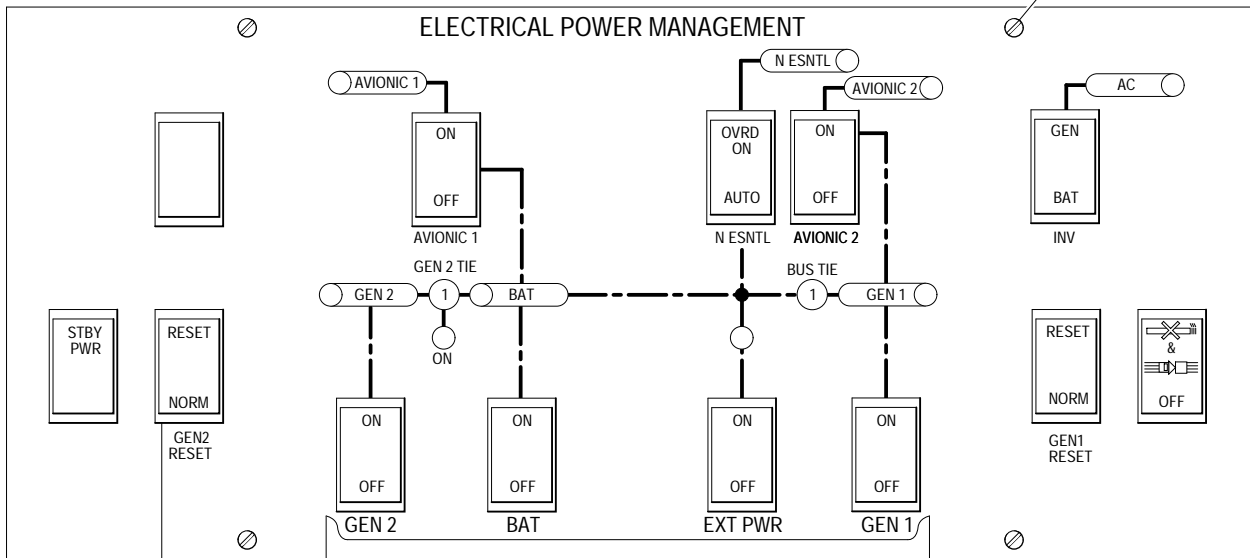 ELECTRICAL POWER MANAGEMENT
N ESNTL
AVIONIC 1
AVIONIC 2
AC
ON
OFF
AVIONIC 1
OVRD
ON
AUTO
N ESNTL
ON
OFF
AVIONIC 2
GEN
BAT
INV
GEN 2 TIE
BUS TIE
GEN 2
1
BAT
1
GEN 1
ON
STBY
PWR
RESET
NORM
GEN2
RESET
RESET
NORM
GEN1
RESET
&
OFF
ON
OFF
GEN 2
ON
OFF
BAT
ON
OFF
EXT PWR
ON
OFF
GEN 1